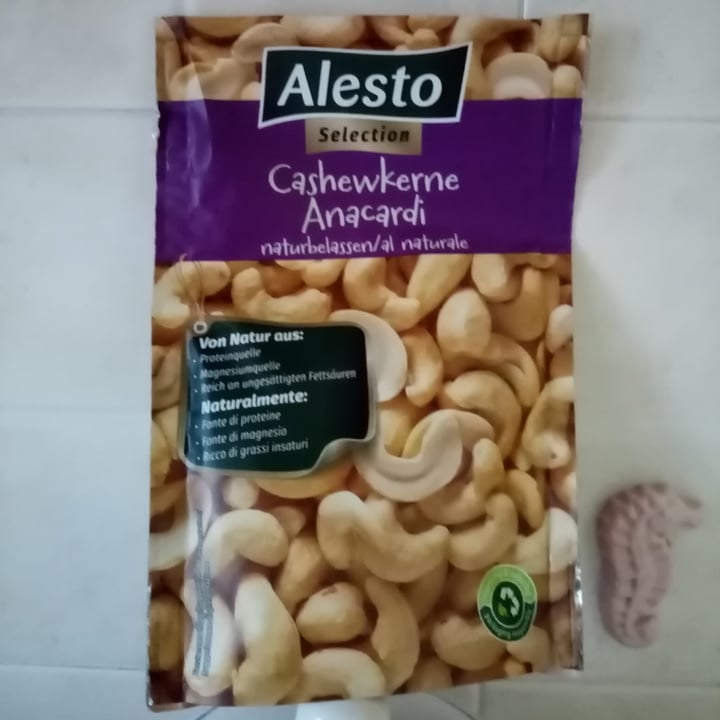 Alesto
Selection
Cashewkerne
Anacardi
naturbelassen/al naturale
Von Natur aus:
• Proteinquelle
• Magnesiumquelle
• Reich an ungesättigten Fettsäuren
Naturalmente:
• Fonte di proteine
• Fonte di magnesio
• Ricco di grassi insaturi